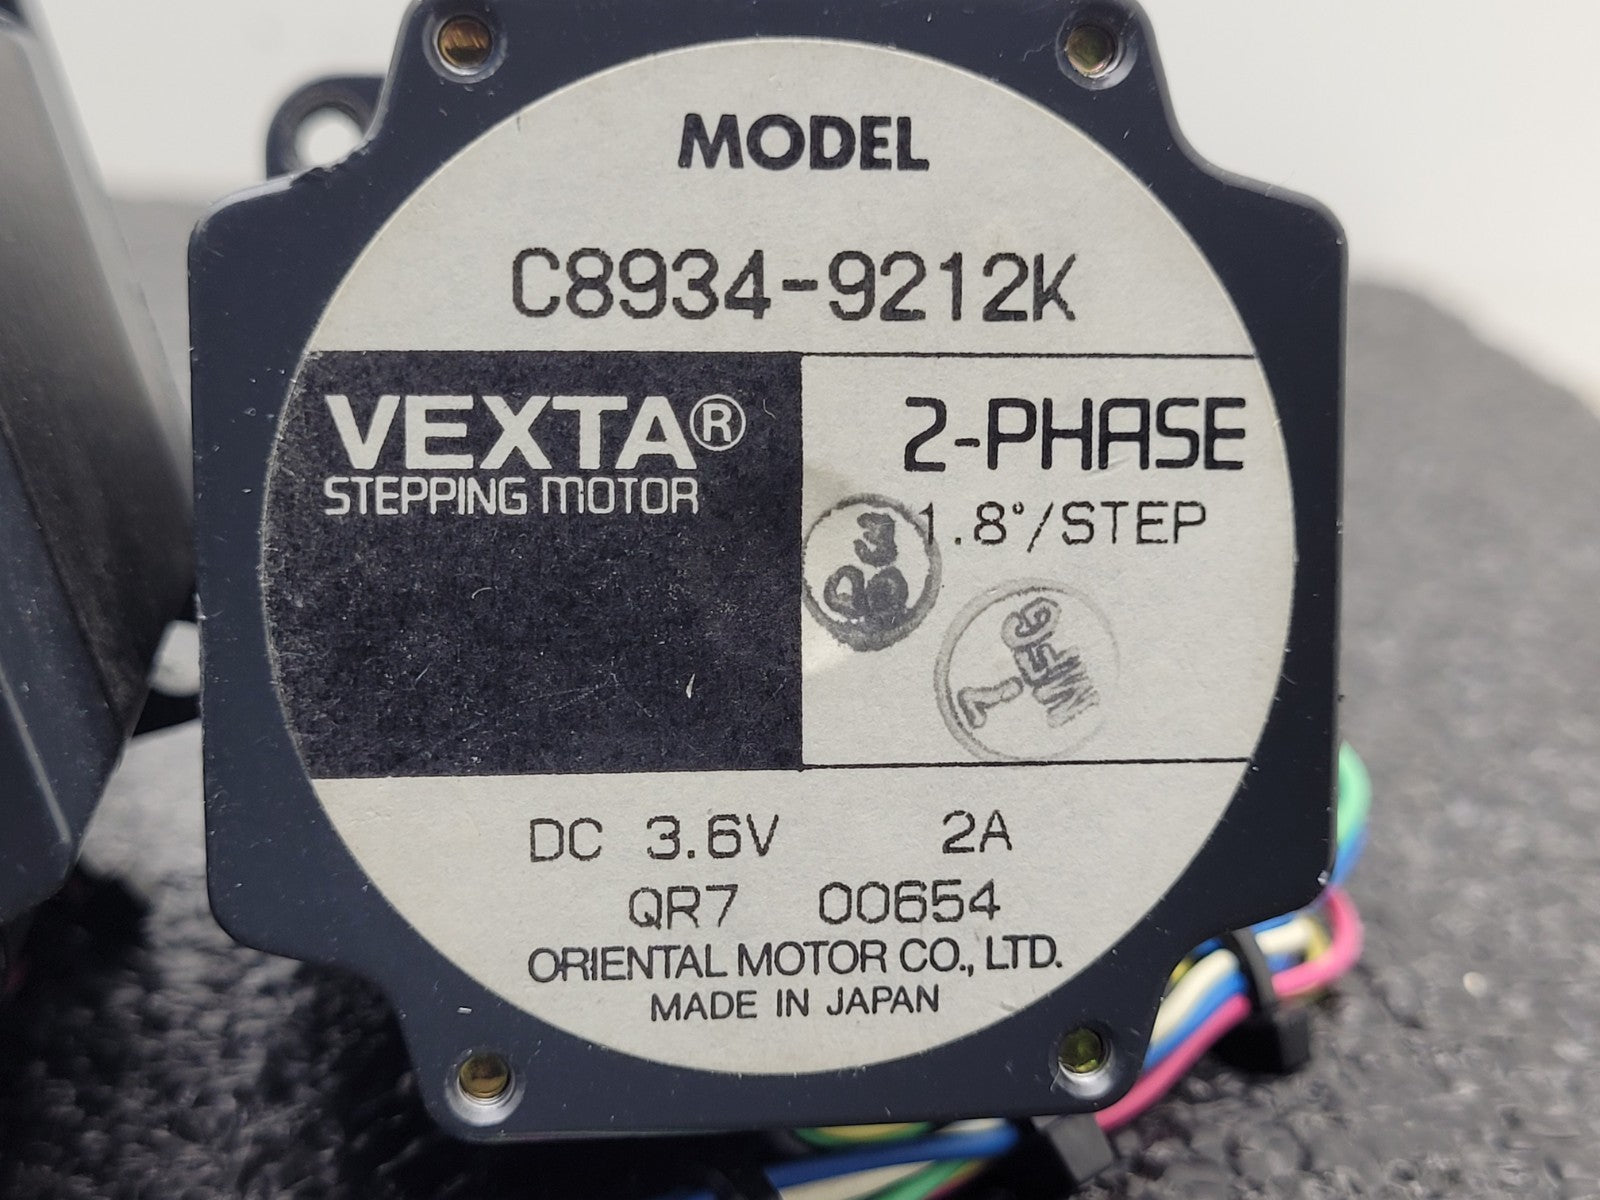 MODEL
C8934-9212K
VEXTA®
STEPPING MOTOR
2-PHASE
1.8°/STEP
DC 3.6V 2A
QR7 00654
ORIENTAL MOTOR CO., LTD.
MADE IN JAPAN